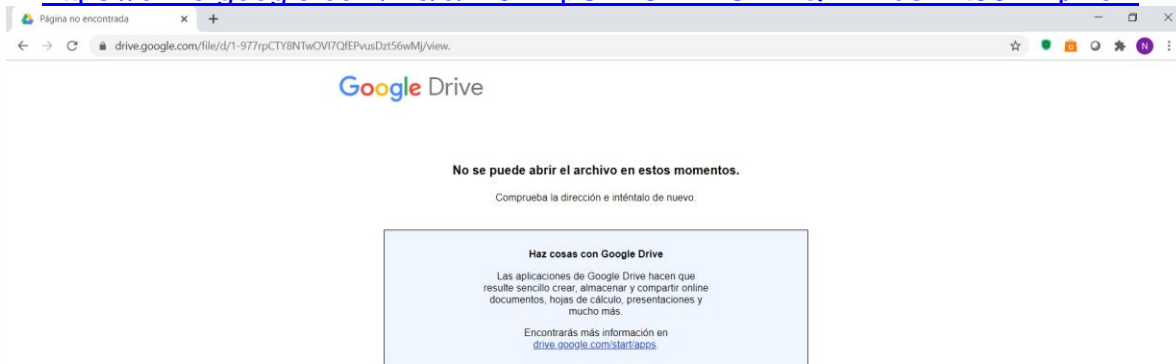 Página no encontrada
drive.google.com/file/d/1-977rpCTY8NTwOVI7QfEPvusDzt56wMj/view.
N
Google Drive
No se puede abrir el archivo en estos momentos.
Comprueba la dirección e inténtalo de nuevo.
Haz cosas con Google Drive
Las aplicaciones de Google Drive hacen que
resulte sencillo crear, almacenar y compartir online
documentos, hojas de cálculo, presentaciones y
mucho más.
Encontrarás más información en
drive.google.com/start/apps.